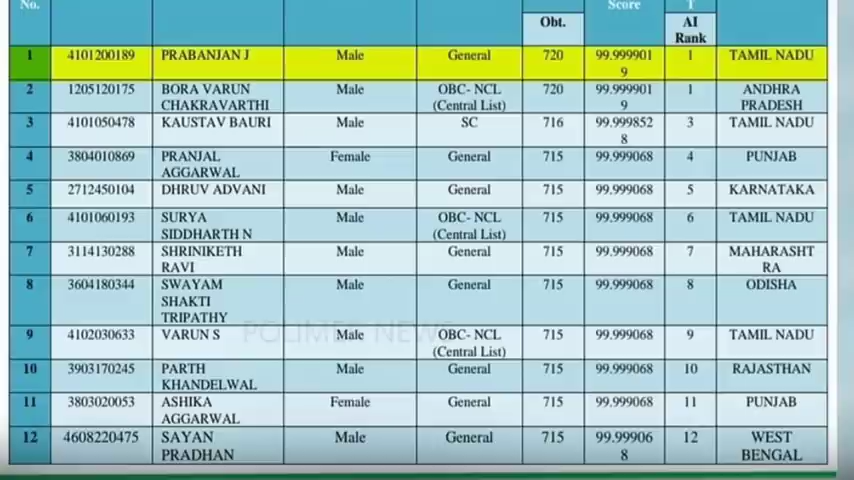 No. Score T
Obt. AI
Rank
1 4101200189 PRABANJAN J Male General 720 99.999901 1 TAMIL NADU
9
2 1205120175 BORA VARUN Male OBC- NCL 720 99.999901 1 ANDHRA
CHAKRAVARTHI (Central List) 9 PRADESH
3 4101050478 KAUSTAV BAURI Male SC 716 99.999852 3 TAMIL NADU
8
4 3804010869 PRANJAL Female General 715 99.999068 4 PUNJAB
AGGARWAL
5 2712450104 DHRUV ADVANI Male General 715 99.999068 5 KARNATAKA
6 4101060193 SURYA Male OBC- NCL 715 99.999068 6 TAMIL NADU
SIDDHARTH N (Central List)
7 3114130288 SHRINIKETH Male General 715 99.999068 7 MAHARASHT
RAVI RA
8 3604180344 SWAYAM Male General 715 99.999068 8 ODISHA
SHAKTI
TRIPATHY
POLIMER NEWS
9 4102030633 VARUN S Male OBC- NCL 715 99.999068 9 TAMIL NADU
(Central List)
10 3903170245 PARTH Male General 715 99.999068 10 RAJASTHAN
KHANDELWAL
11 3803020053 ASHIKA Female General 715 99.999068 11 PUNJAB
AGGARWAL
12 4608220475 SAYAN Male General 715 99.99906 12 WEST
PRADHAN 8 BENGAL